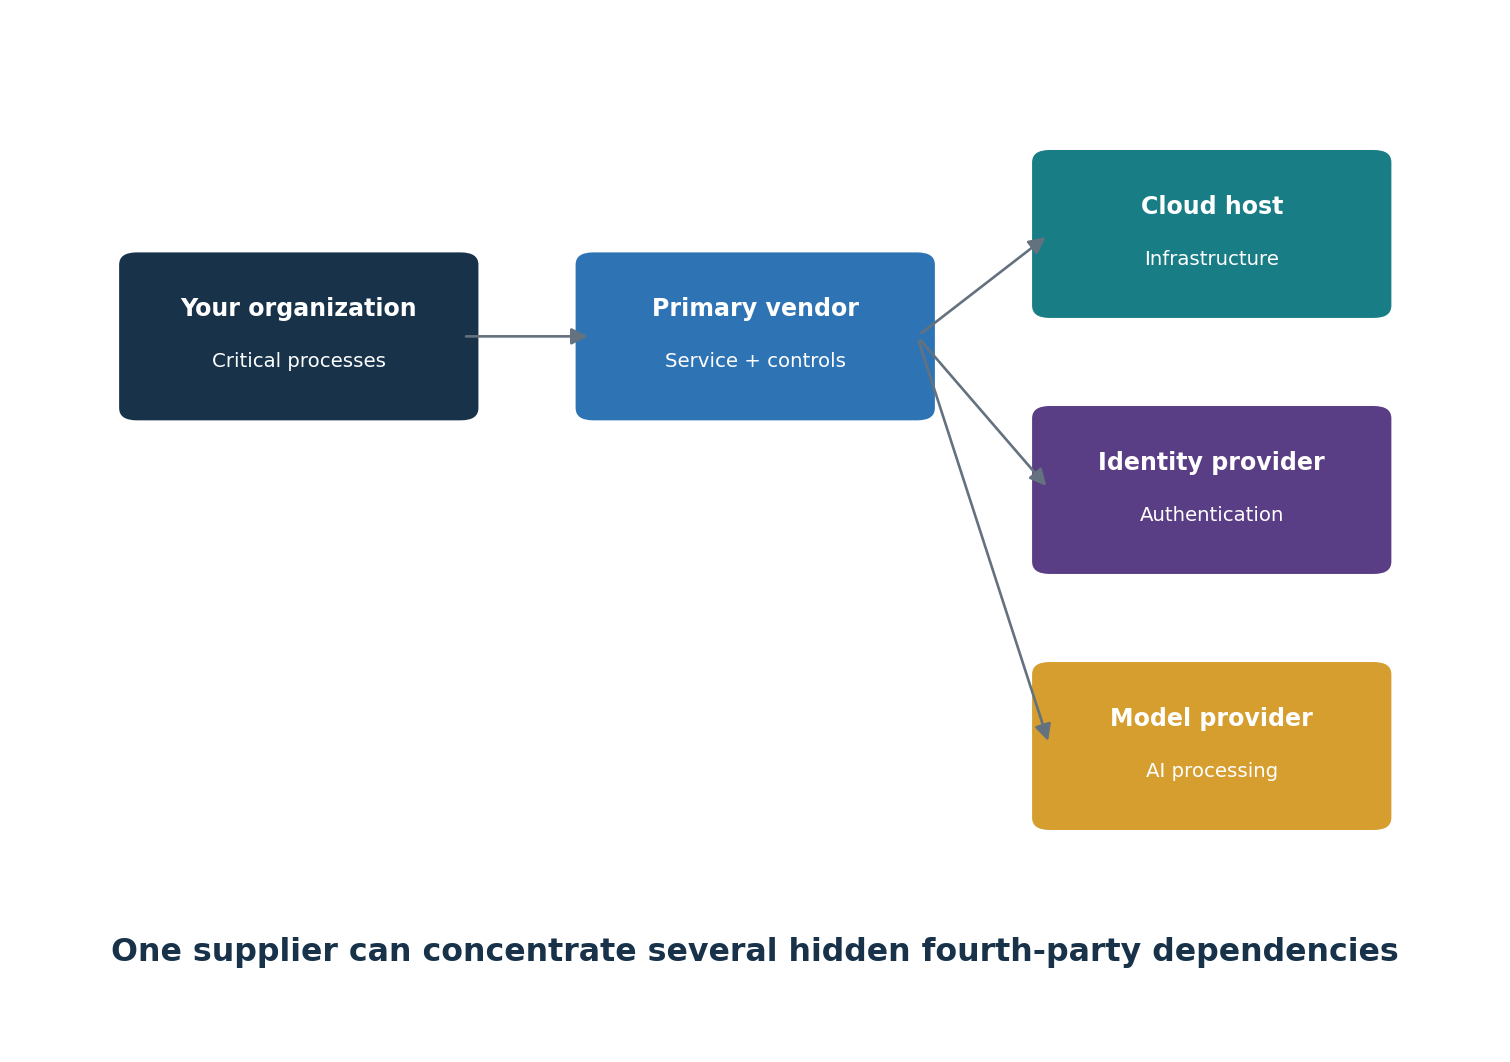 Your organization
Critical processes
Primary vendor
Service + controls
Cloud host
Infrastructure
Identity provider
Authentication
Model provider
AI processing
One supplier can concentrate several hidden fourth-party dependencies